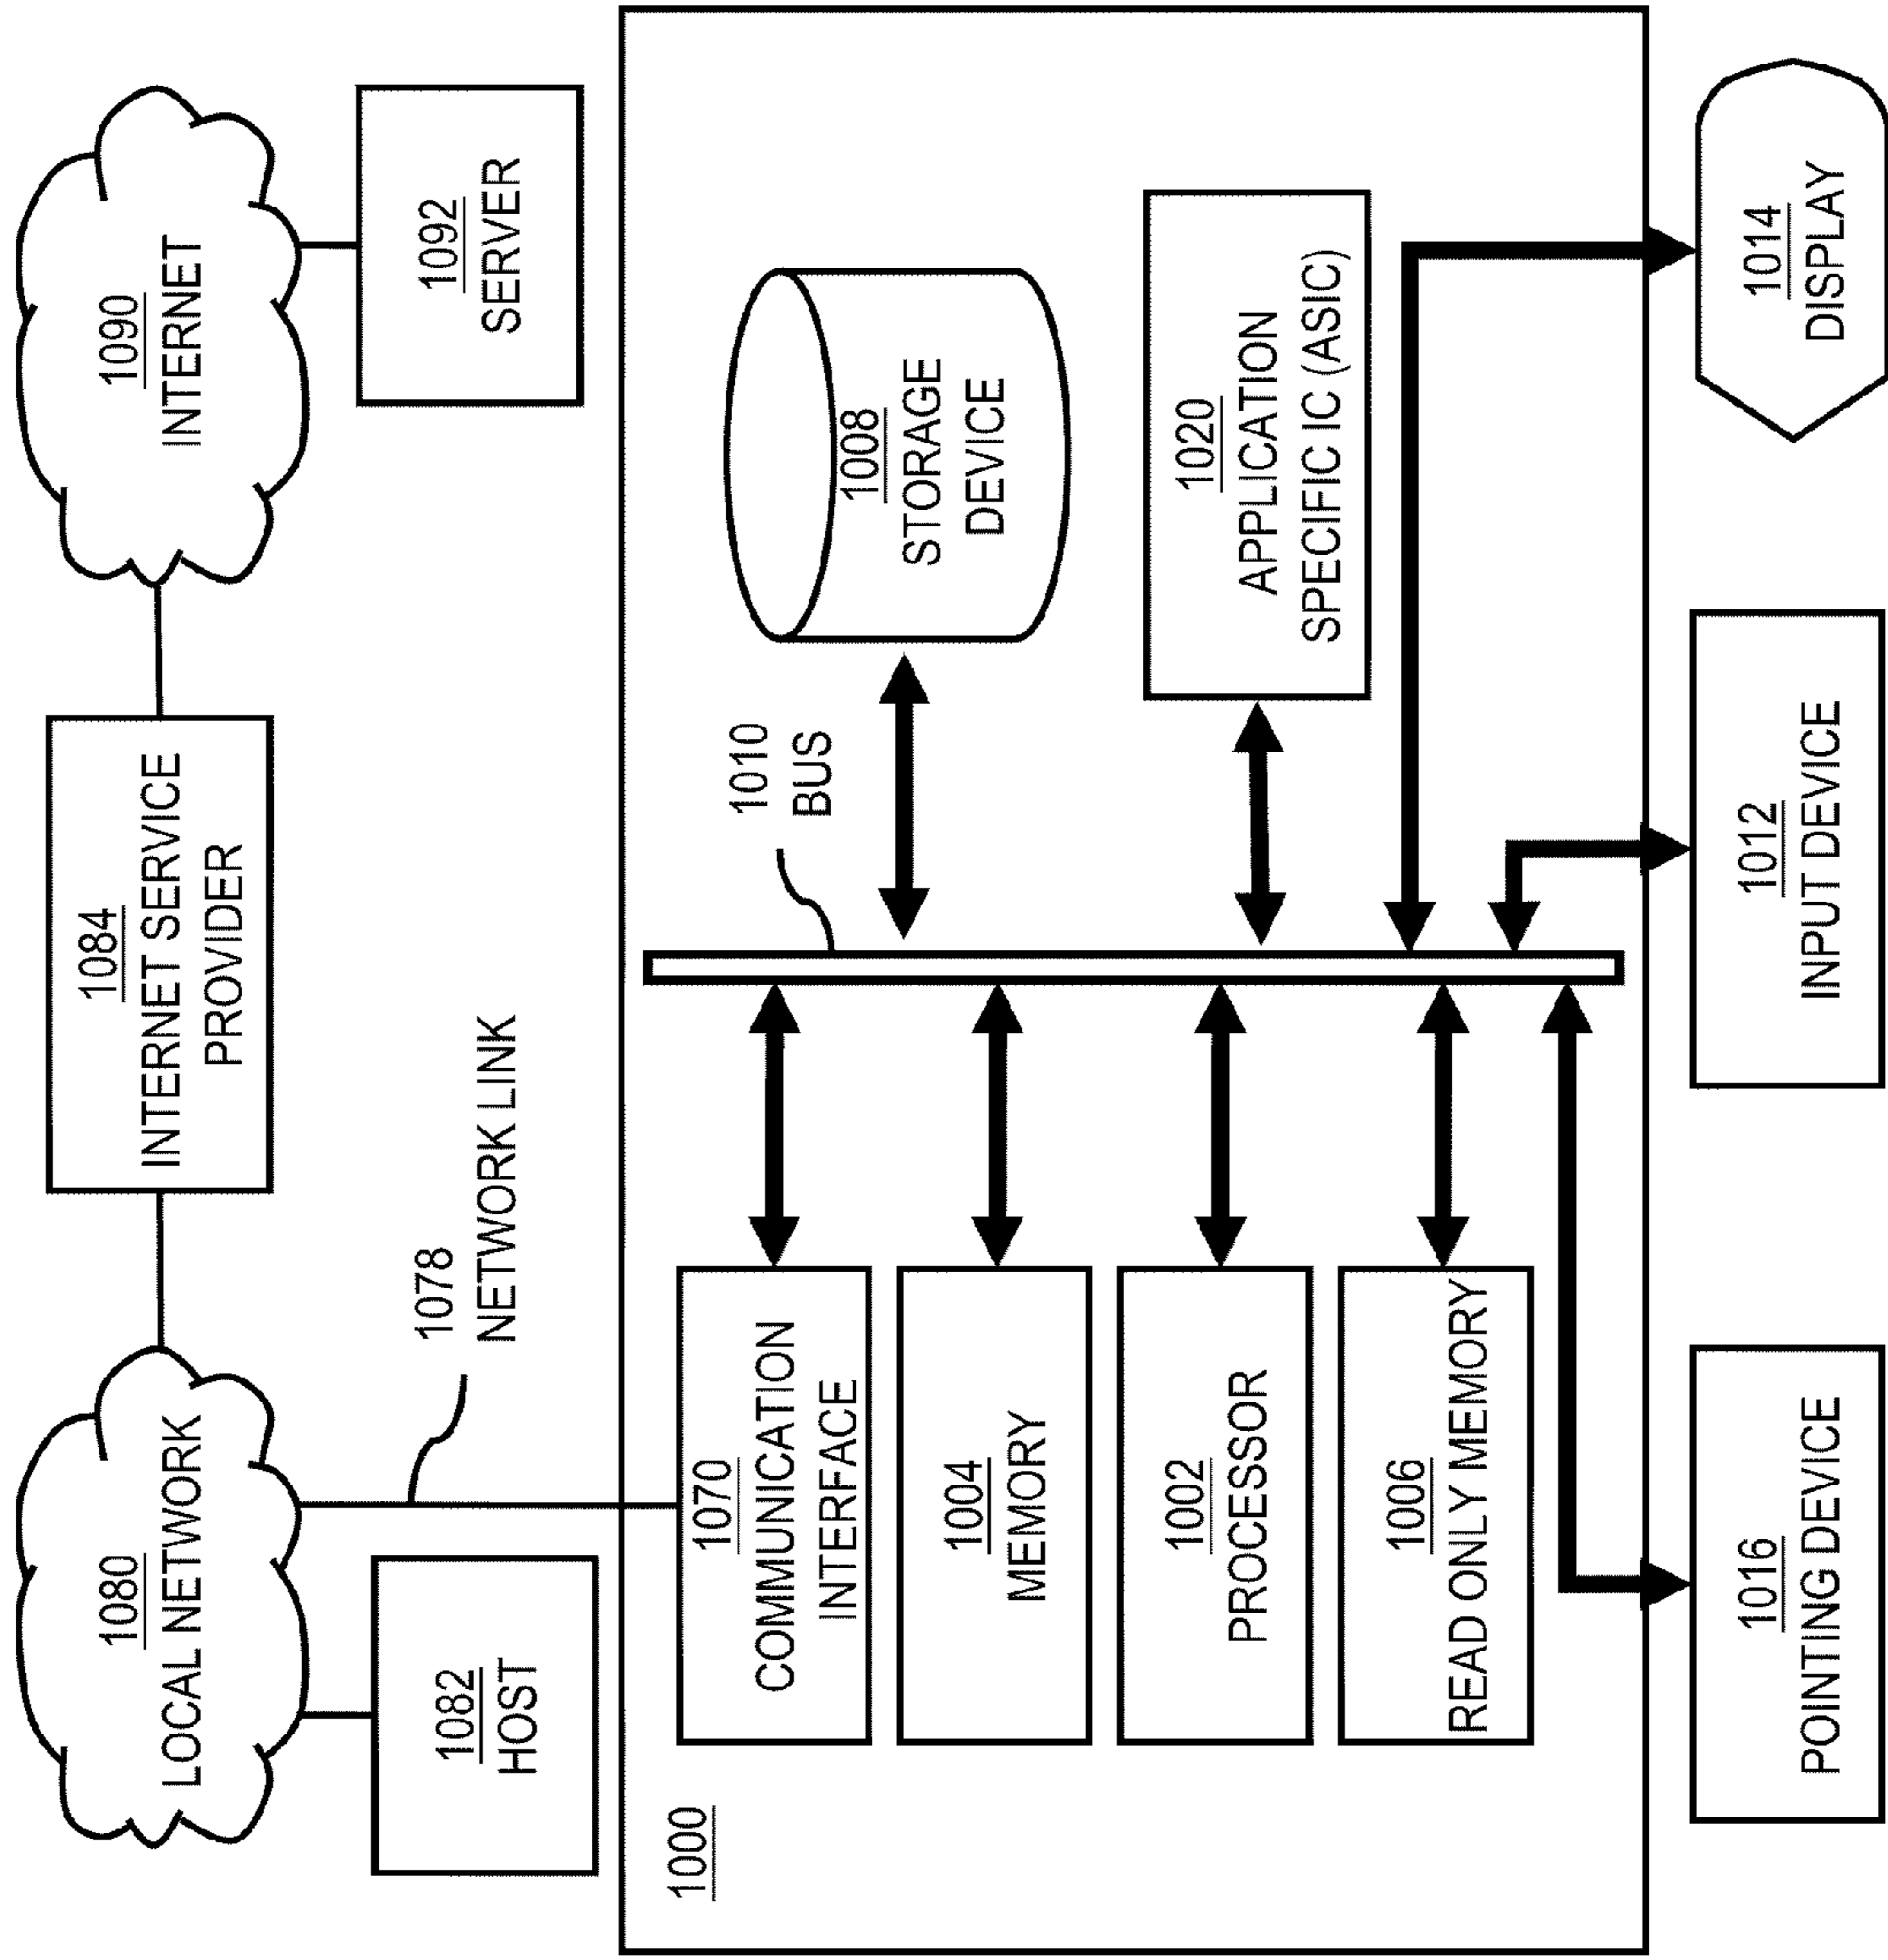 1080
LOCAL NETWORK
1084
INTERNET SERVICE
PROVIDER
1090
INTERNET
1082
HOST
1078
NETWORK LINK
1092
SERVER
1000
1070
COMMUNICATION
INTERFACE
1004
MEMORY
1002
PROCESSOR
1006
READ ONLY MEMORY
1010
BUS
1008
STORAGE
DEVICE
1020
APPLICATION
SPECIFIC IC (ASIC)
1016
POINTING DEVICE
1012
INPUT DEVICE
1014
DISPLAY